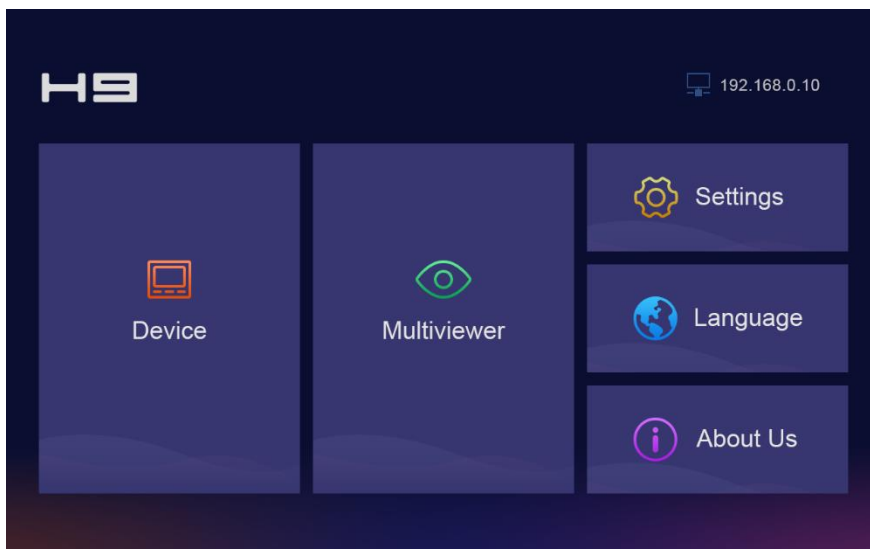 H9
192.168.0.10
Device
Multiviewer
Settings
Language
About Us